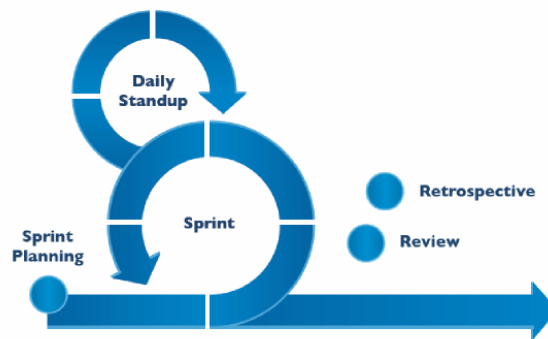 Daily
Standup
Sprint
Retrospective
Review
Sprint
Planning